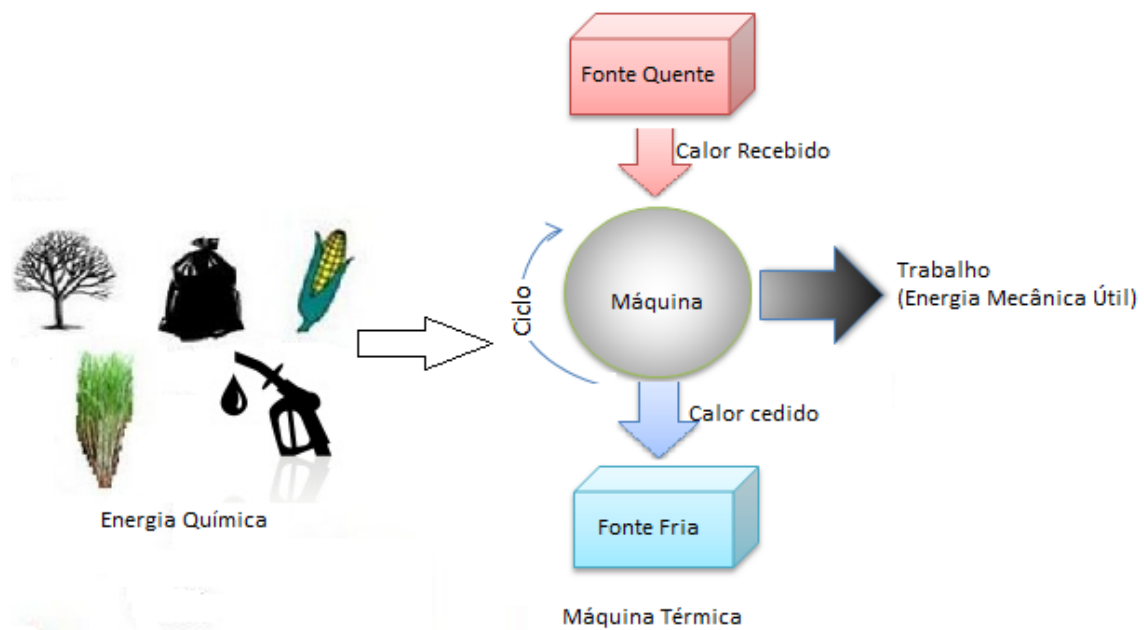 Fonte Quente
Calor Recebido
Ciclo
Máquina
Trabalho
(Energia Mecânica Útil)
Calor cedido
Energia Química
Fonte Fria
Máquina Térmica